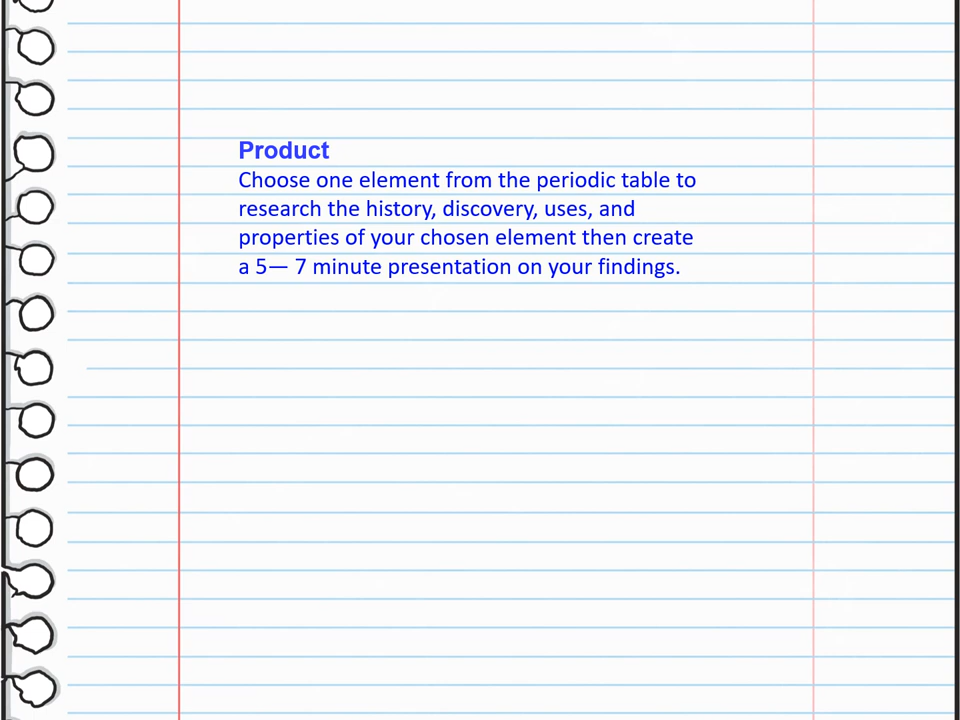 Product
Choose one element from the periodic table to
research the history, discovery, uses, and
properties of your chosen element then create
a 5— 7 minute presentation on your findings.